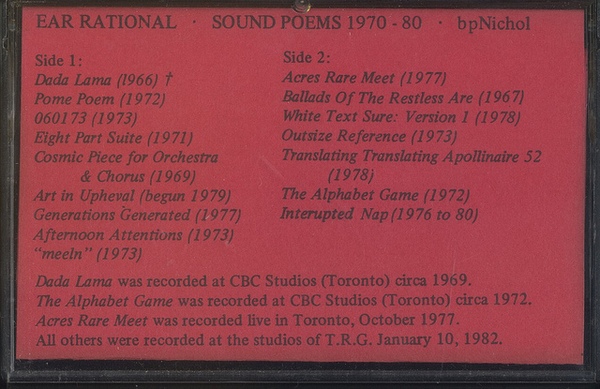 EAR RATIONAL · SOUND POEMS 1970 - 80 · bpNichol
Side 1:
Dada Lama (1966) †
Pome Poem (1972)
060173 (1973)
Eight Part Suite (1971)
Cosmic Piece for Orchestra
& Chorus (1969)
Art in Upheval (begun 1979)
Generations Generated (1977)
Afternoon Attentions (1973)
"meeln" (1973)
Side 2:
Acres Rare Meet (1977)
Ballads Of The Restless Are (1967)
White Text Sure: Version 1 (1978)
Outsize Reference (1973)
Translating Translating Apollinaire 52
(1978)
The Alphabet Game (1972)
Interupted Nap (1976 to 80)
Dada Lama was recorded at CBC Studios (Toronto) circa 1969.
The Alphabet Game was recorded at CBC Studios (Toronto) circa 1972.
Acres Rare Meet was recorded live in Toronto, October 1977.
All others were recorded at the studios of T.R.G. January 10, 1982.